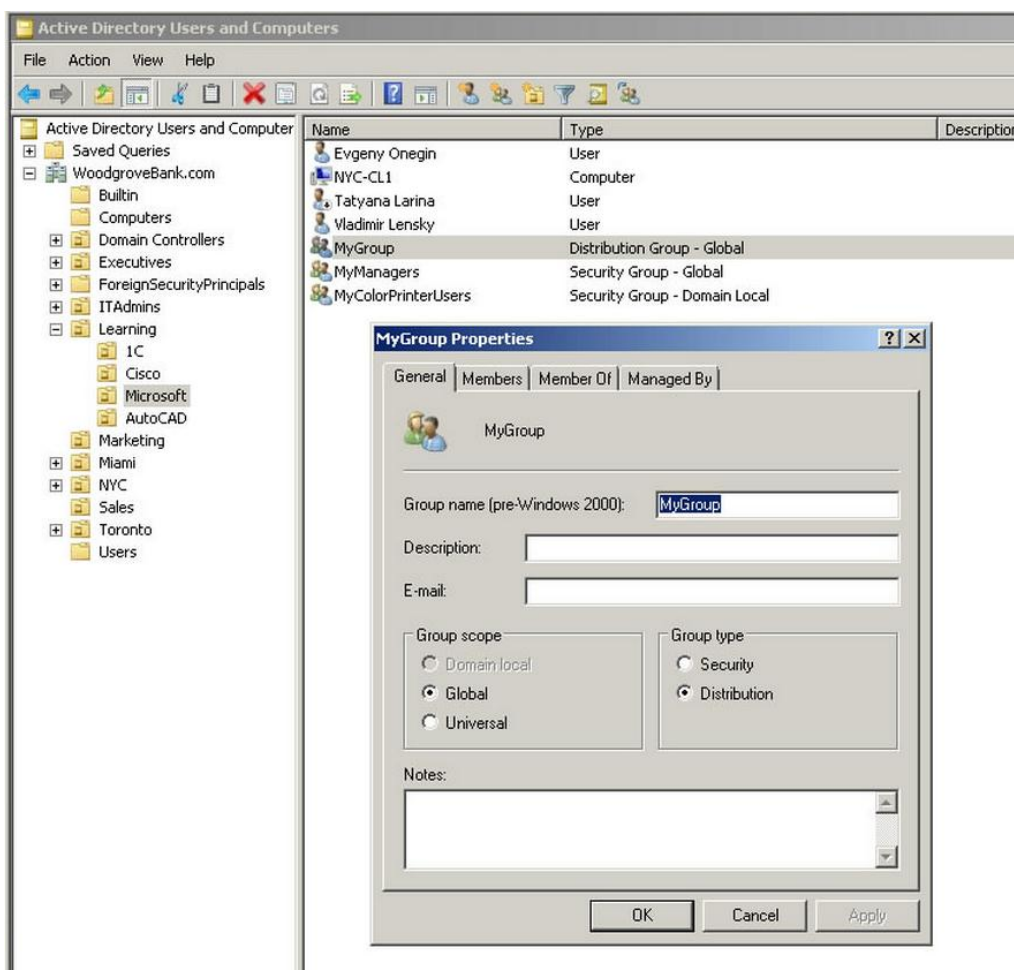 Active Directory Users and Computers
File Action View Help
Active Directory Users and Computer
Saved Queries
WoodgroveBank.com
Builtin
Computers
Domain Controllers
Executives
ForeignSecurityPrincipals
ITAdmins
Learning
1C
Cisco
Microsoft
AutoCAD
Marketing
Miami
NYC
Sales
Toronto
Users
Name Type Description
Evgeny Onegin User
NYC-CL1 Computer
Tatyana Larina User
Vladimir Lensky User
MyGroup Distribution Group - Global
MyManagers Security Group - Global
MyColorPrinterUsers Security Group - Domain Local
MyGroup Properties
General Members Member Of Managed By
MyGroup
Group name (pre-Windows 2000): MyGroup
Description:
E-mail:
Group scope
Domain local
Global
Universal
Group type
Security
Distribution
Notes:
OK Cancel Apply